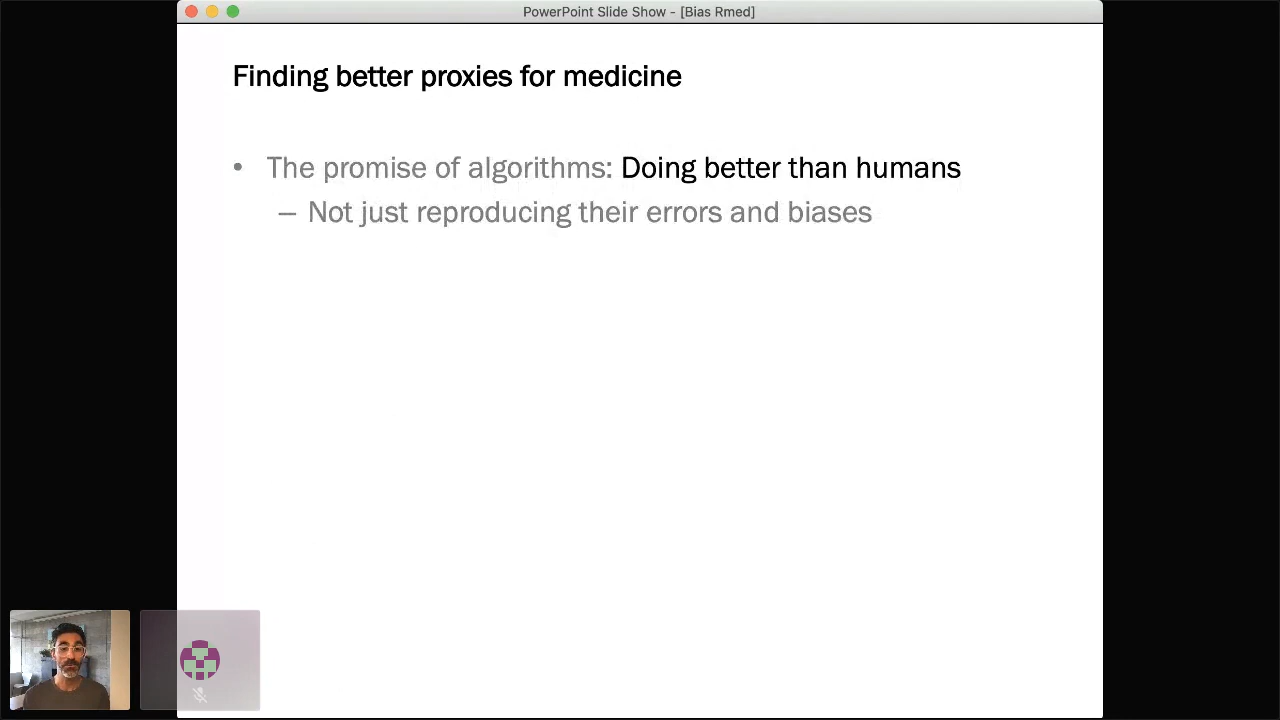 PowerPoint Slide Show - [Bias Rmed]
Finding better proxies for medicine
• The promise of algorithms: Doing better than humans
– Not just reproducing their errors and biases